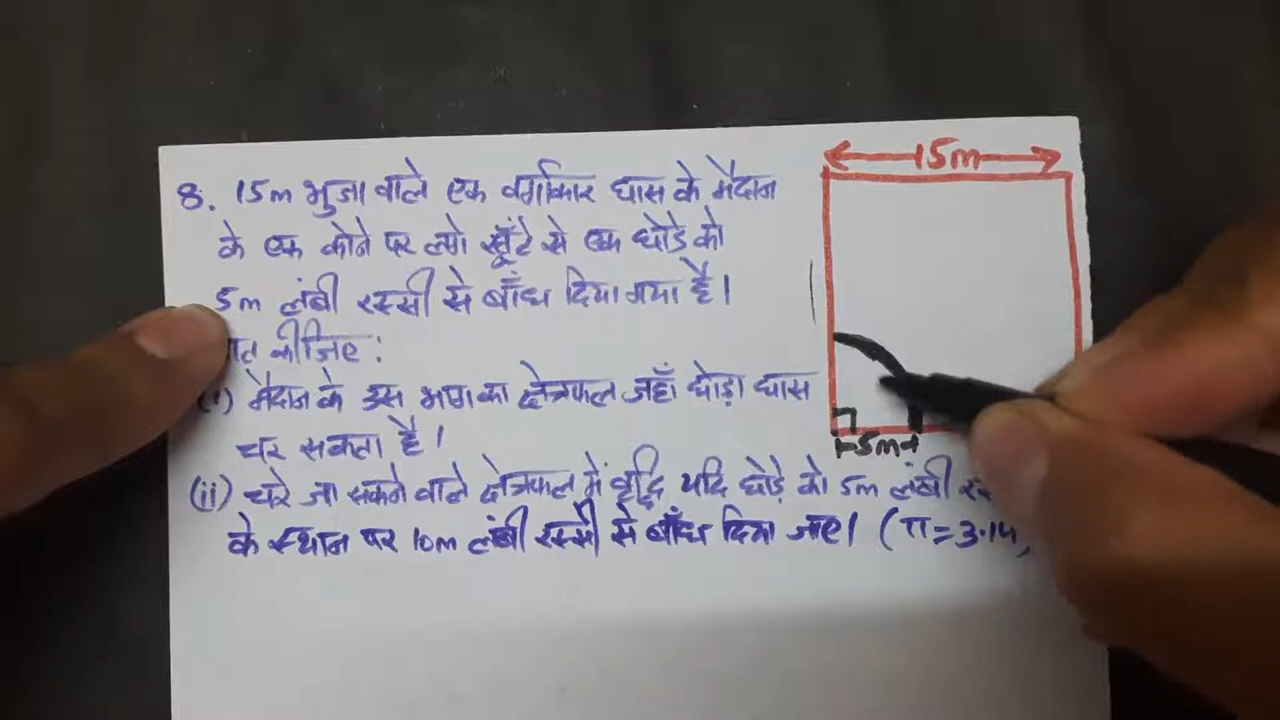 15m
8. 15m भुजा वाले एक वर्गाकार घास के मैदान
के एक कोने पर लगे खूँटे से एक घोड़े को
5m लंबी रस्सी से बाँध दिया गया है।
कीजिए:
(i) मैदान के उस भाग का क्षेत्रफल जहाँ घोड़ा घास
चर सकता है।
5m
(ii) चरे जा सकने वाले क्षेत्रफल में वृद्धि यदि घोड़े को 5m लंबी
के स्थान पर 10m लंबी रस्सी से बाँध दिया जाए। (π=3.14)